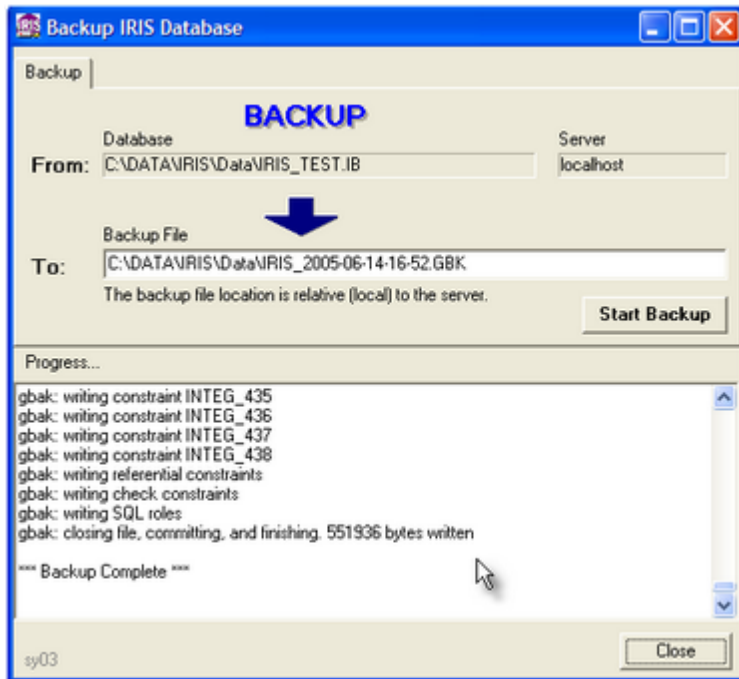 Backup IRIS Database
Backup
BACKUP
Database Server
From: C:\DATA\IRIS\Data\IRIS_TEST.IB localhost
Backup File
To: C:\DATA\IRIS\Data\IRIS_2005-06-14-16-52.GBK
The backup file location is relative (local) to the server.
Start Backup
Progress...
gbak: writing constraint INTEG_435
gbak: writing constraint INTEG_436
gbak: writing constraint INTEG_437
gbak: writing constraint INTEG_438
gbak: writing referential constraints
gbak: writing check constraints
gbak: writing SQL roles
gbak: closing file, committing, and finishing. 551936 bytes written
*** Backup Complete ***
sy03 Close